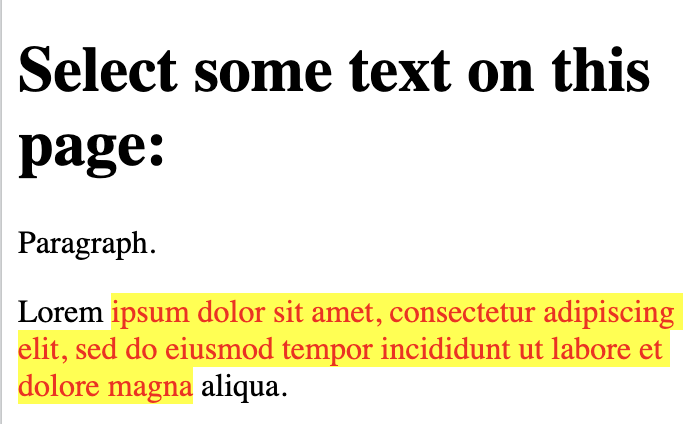 Select some text on this
page:
Paragraph.
Lorem ipsum dolor sit amet, consectetur adipiscing
elit, sed do eiusmod tempor incididunt ut labore et
dolore magna aliqua.